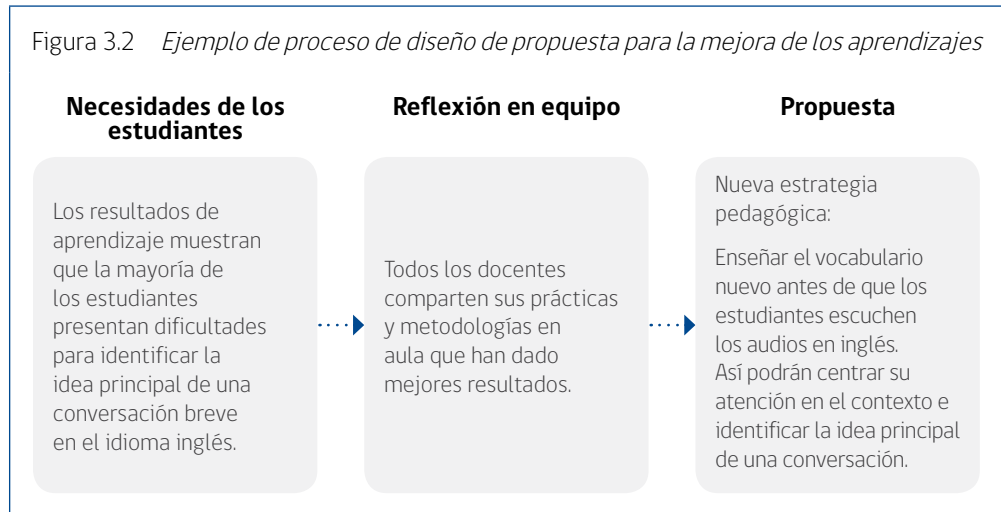 Figura 3.2 Ejemplo de proceso de diseño de propuesta para la mejora de los aprendizajes
Necesidades de los
estudiantes
Los resultados de
aprendizaje muestran
que la mayoría de
los estudiantes
presentan dificultades
para identificar la
idea principal de una
conversación breve
en el idioma inglés.
Reflexión en equipo
Todos los docentes
comparten sus prácticas
y metodologías en
aula que han dado
mejores resultados.
Propuesta
Nueva estrategia
pedagógica:
Enseñar el vocabulario
nuevo antes de que los
estudiantes escuchen
los audios en inglés.
Así podrán centrar su
atención en el contexto e
identificar la idea principal
de una conversación.